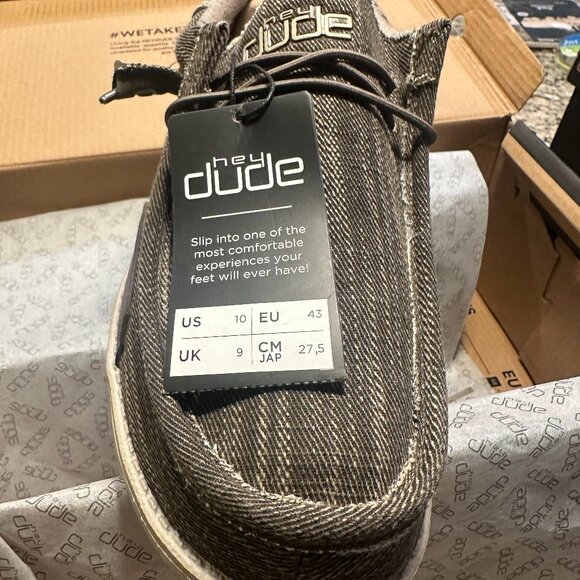 #WETAKE
hey
dude
hey
dude
Slip into one of the
most comfortable
experiences your
feet will ever have!
US 10 EU 43
UK 9 CM JAP 27,5
EU